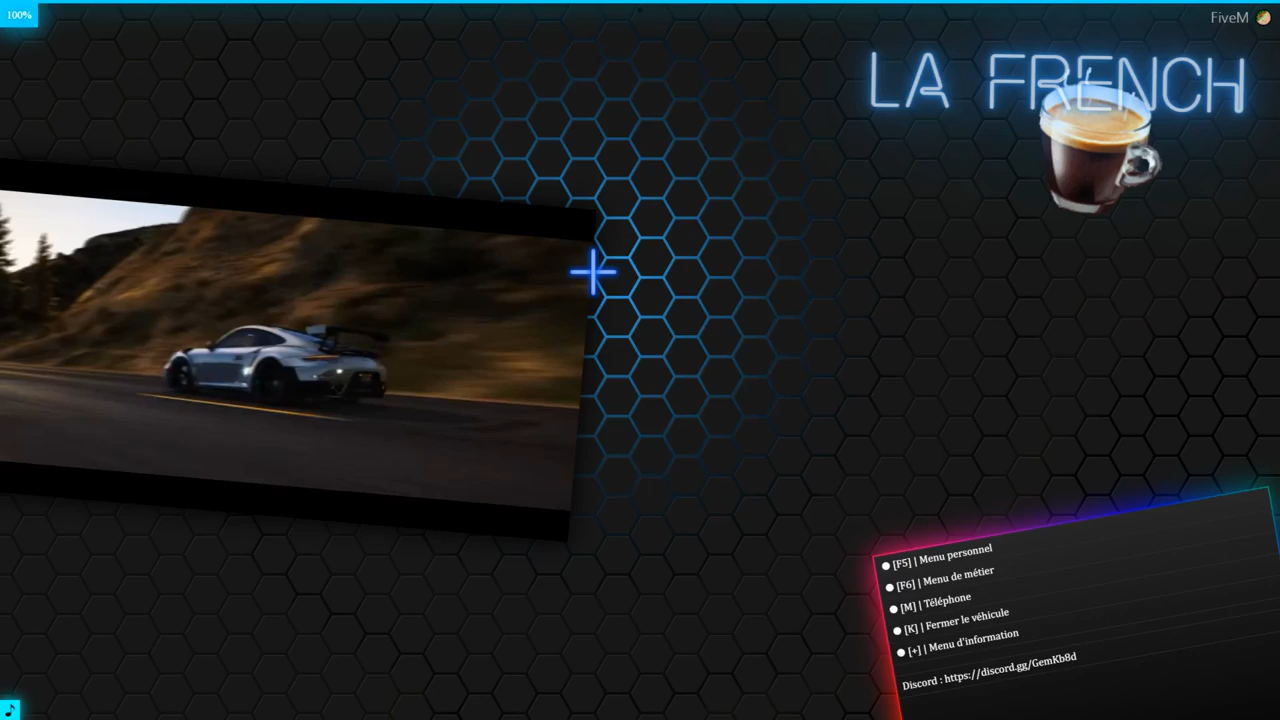 100%
FiveM
LA FRENCH
[F5] | Menu personnel
[F6] | Menu de métier
[M] | Téléphone
[K] | Fermer le véhicule
[+] | Menu d'information
Discord : https://discord.gg/GemKb8d